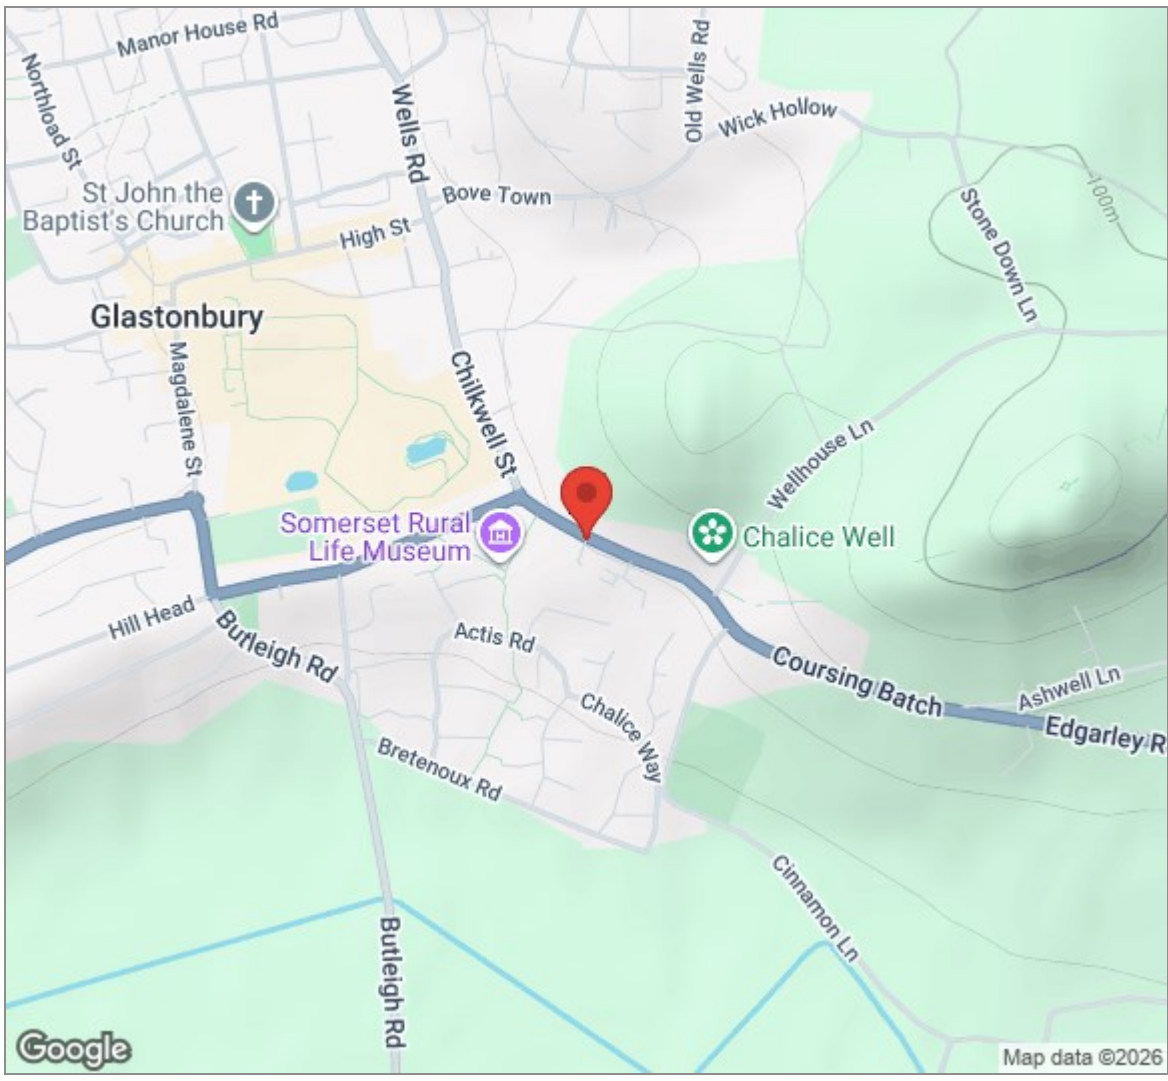 Manor House Rd
Northload St
Wells Rd
Old Wells Rd
Wick Hollow
St John the
Baptist's Church
Bove Town
High St
Stone Down Ln
100m
Glastonbury
Magdalene St
Chilkwell St
Wellhouse Ln
Somerset Rural
Life Museum
Chalice Well
Hill Head
Butleigh Rd
Actis Rd
Coursing Batch
Ashwell Ln
Edgarley R
Chalice Way
Bretenoux Rd
Cinnamon Ln
Butleigh Rd
Google
Map data ©2026